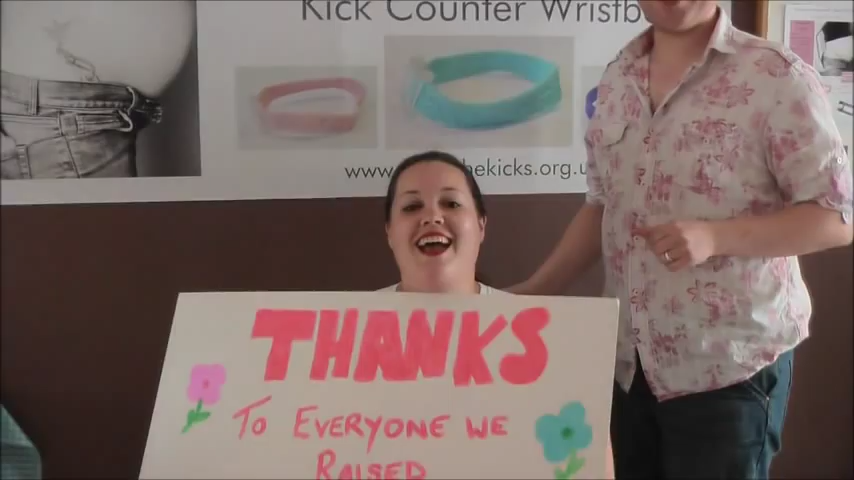 Kick Counter Wristb
www. hekicks.org.u
THANKS
To EVERYONE WE
RAISED